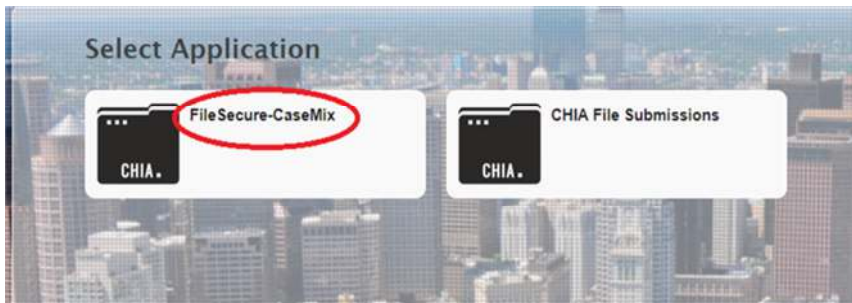 Select Application
FileSecure-CaseMix
CHIA.
CHIA File Submissions
CHIA.